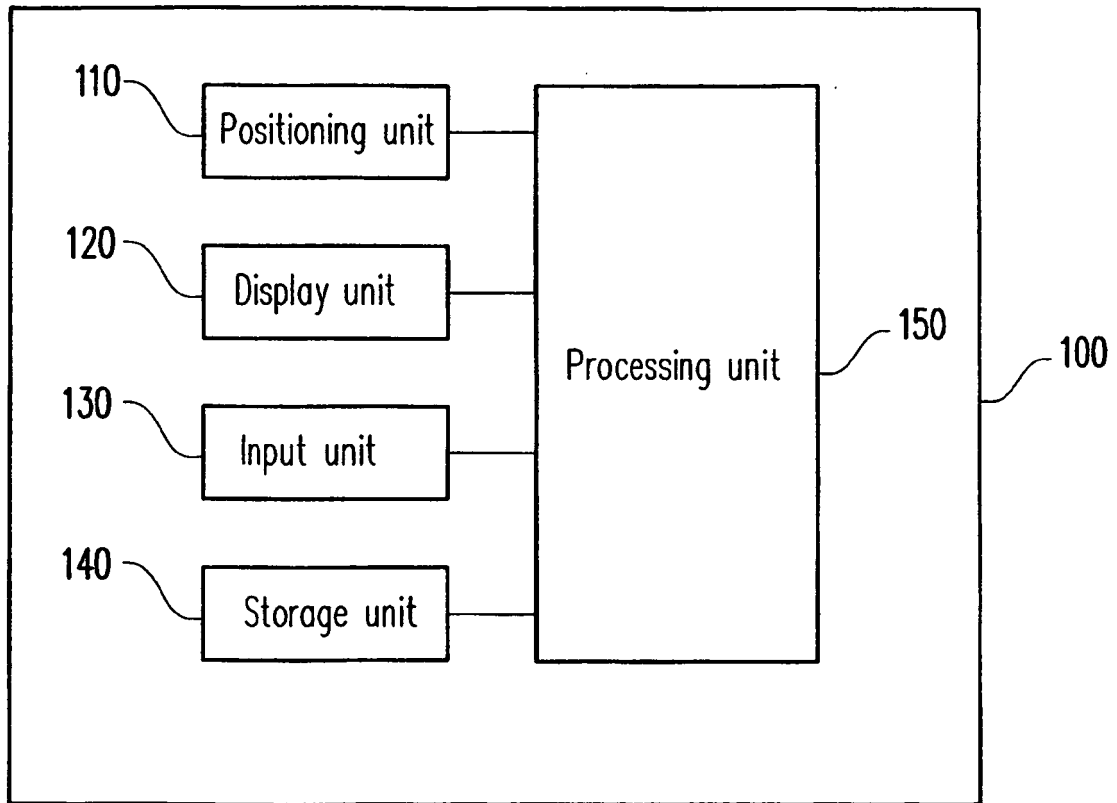 110
Positioning unit
120
Display unit
130
Input unit
140
Storage unit
Processing unit
150
100